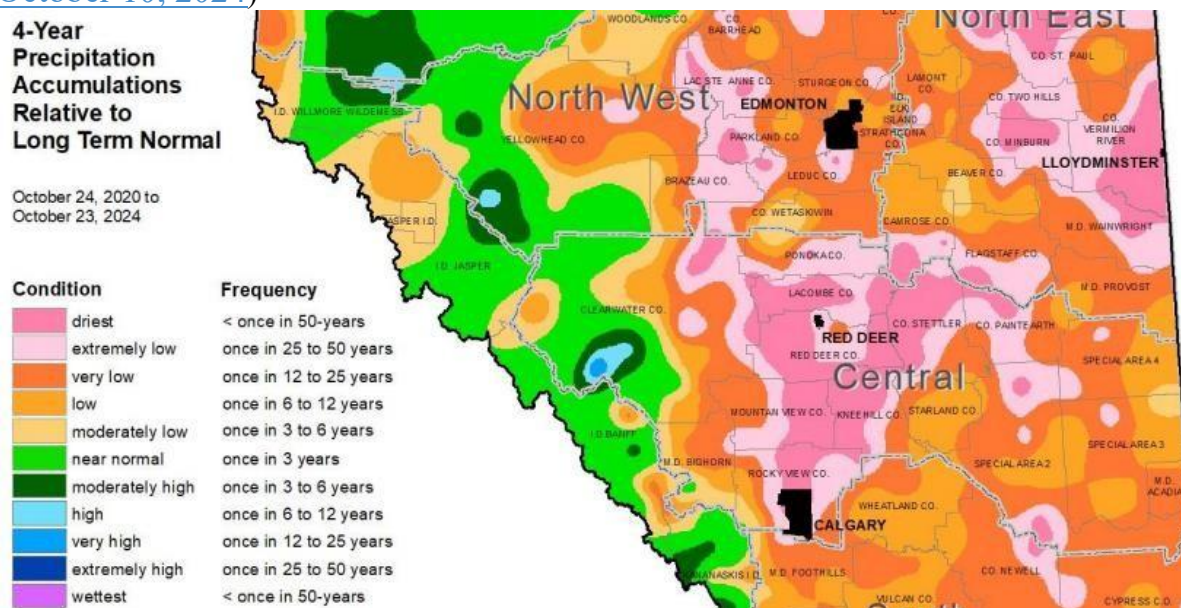 October 10, 2024)
4-Year
Precipitation
Accumulations
Relative to
Long Term Normal
October 24, 2020 to
October 23, 2024
Condition Frequency
driest < once in 50-years
extremely low once in 25 to 50 years
very low once in 12 to 25 years
low once in 6 to 12 years
moderately low once in 3 to 6 years
near normal once in 3 years
moderately high once in 3 to 6 years
high once in 6 to 12 years
very high once in 12 to 25 years
extremely high once in 25 to 50 years
wettest < once in 50-years
North East
WOODLANDS CO.
CO.
BARRHEAD
CO. ST. PAUL
LAC STE ANNE CO.
STURGEON CO.
LAMONT
CO.
North West
EDMONTON
I.D.
ELK
ISLAND
CO. TWO HILLS
I.D. WILLMORE WILDERNESS
YELLOWHEAD CO.
PARKLAND CO.
STRATHCONA
CO.
CO. MINBURN
CO.
VERMILION
RIVER
LLOYDMINSTER
BRAZEAU CO.
LEDUC CO.
BEAVER CO.
JASPER I.D.
CO. WETASKIWIN
CAMROSE CO.
M.D. WAINWRIGHT
I.D. JASPER
PONOKA CO.
FLAGSTAFF CO.
LACOMBE CO.
M.D. PROVOST
CLEARWATER CO.
RED DEER
CO. STETTLER
CO. PAINTEARTH
RED DEER CO.
SPECIAL AREA 4
Central
MOUNTAIN VIEW CO.
KNEEHILL CO.
STARLAND CO.
I.D. BANFF
SPECIAL AREA 3
M.D. BIGHORN
ROCKY VIEW CO.
SPECIAL AREA 2
M.D.
ACADIA
WHEATLAND CO.
CALGARY
KANANASKIS I.D.
M.D. FOOTHILLS
CO. NEWELL
VULCAN CO.
CYPRESS C.O.